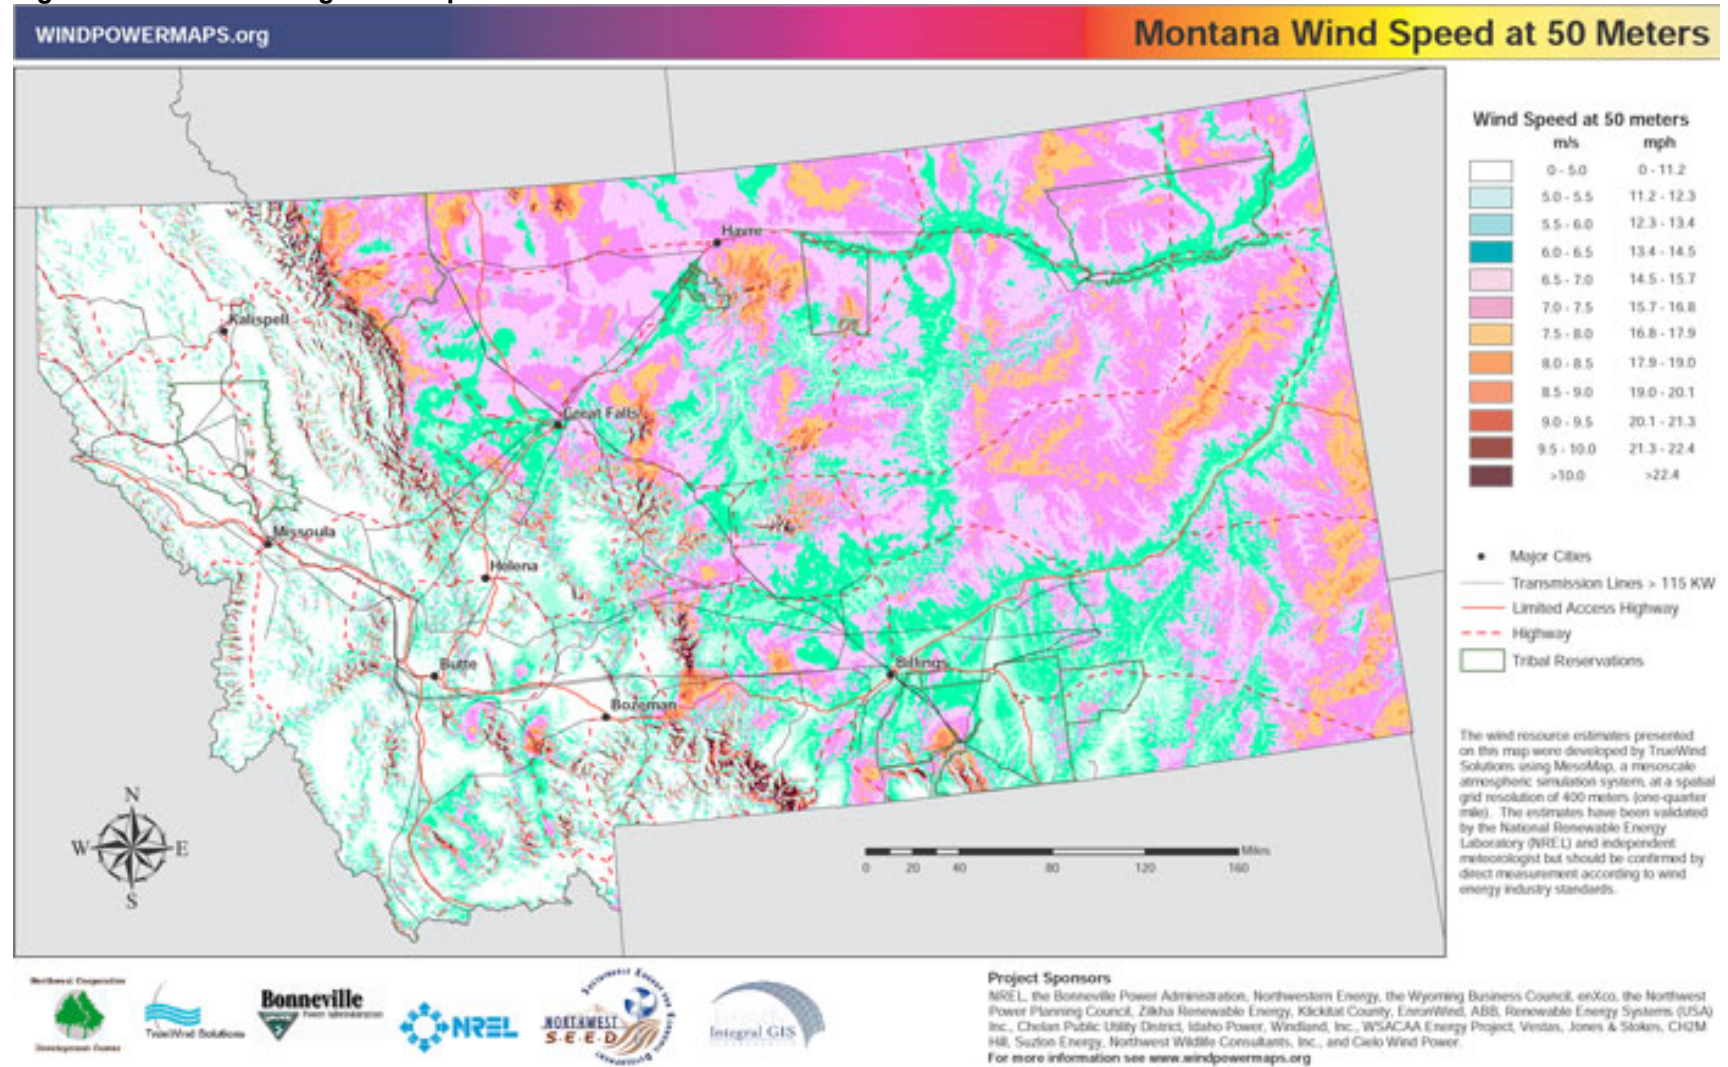 WINDPOWERMAPS.org
Montana Wind Speed at 50 Meters
Wind Speed at 50 meters
m/s mph
0 - 5.0 0 - 11.2
5.0 - 5.5 11.2 - 12.3
5.5 - 6.0 12.3 - 13.4
6.0 - 6.5 13.4 - 14.5
6.5 - 7.0 14.5 - 15.7
7.0 - 7.5 15.7 - 16.8
7.5 - 8.0 16.8 - 17.9
8.0 - 8.5 17.9 - 19.0
8.5 - 9.0 19.0 - 20.1
9.0 - 9.5 20.1 - 21.3
9.5 - 10.0 21.3 - 22.4
>10.0 >22.4
Major Cities
Transmission Lines > 115 KW
Limited Access Highway
Highway
Tribal Reservations
The wind resource estimates presented
on this map were developed by TrueWind
Solutions using MesoMap, a mesoscale
atmospheric simulation system, at a spatial
grid resolution of 400 meters (one-quarter
mile). The estimates have been validated
by the National Renewable Energy
Laboratory (NREL) and independent
meteorologist but should be confirmed by
direct measurement according to wind
energy industry standards.
Havre
Kalispell
Great Falls
Missoula
Helena
Butte
Billings
Bozeman
N
W E
S
Miles
0 20 40 80 120 160
Northwest Cooperative
Development Center
TrueWind Solutions
Bonneville
Power Administration
NREL
NORTHWEST
S·E·E·D
Integral GIS
Project Sponsors
NREL, the Bonneville Power Administration, Northwestern Energy, the Wyoming Business Council, enXco, the Northwest
Power Planning Council, Zilkha Renewable Energy, Klickitat County, EnronWind, ABB, Renewable Energy Systems (USA)
Inc., Chelan Public Utility District, Idaho Power, Windland, Inc., WSACAA Energy Project, Vestas, Jones & Stokes, CH2M
Hill, Suzlon Energy, Northwest Wildlife Consultants, Inc., and Cielo Wind Power.
For more information see www.windpowermaps.org